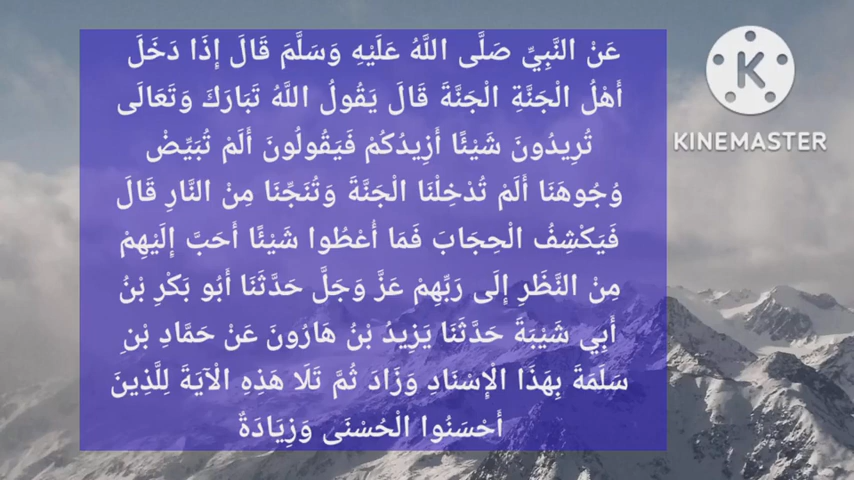 عَنْ النَّبِيِّ صَلَّى اللَّهُ عَلَيْهِ وَسَلَّمَ قَالَ إِذَا دَخَلَ
أَهْلُ الْجَنَّةِ الْجَنَّةَ قَالَ يَقُولُ اللَّهُ تَبَارَكَ وَتَعَالَى
تُرِيدُونَ شَيْئًا أَزِيدُكُمْ فَيَقُولُونَ أَلَمْ تُبَيِّضْ
وُجُوهَنَا أَلَمْ تُدْخِلْنَا الْجَنَّةَ وَتُنَجِّنَا مِنْ النَّارِ قَالَ
فَيَكْشِفُ الْحِجَابَ فَمَا أُعْطُوا شَيْئًا أَحَبَّ إِلَيْهِمْ
مِنْ النَّظَرِ إِلَى رَبِّهِمْ عَزَّ وَجَلَّ حَدَّثَنَا أَبُو بَكْرِ بْنُ
أَبِي شَيْبَةَ حَدَّثَنَا يَزِيدُ بْنُ هَارُونَ عَنْ حَمَّادِ بْنِ
سَلَمَةَ بِهَذَا الْإِسْنَادِ وَزَادَ ثُمَّ تَلَا هَذِهِ الْآيَةَ لِلَّذِينَ
أَحْسَنُوا الْحُسْنَى وَزِيَادَةٌ
KINEMASTER